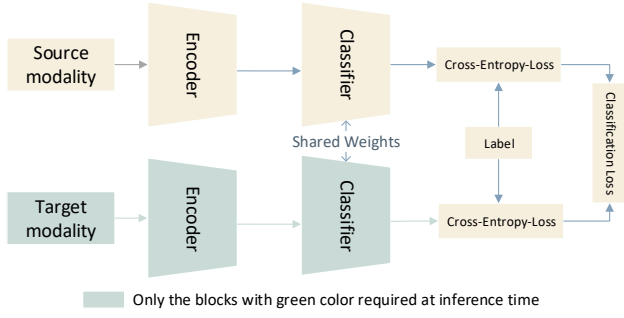 Source
modality
Encoder
Classifier
Cross-Entropy-Loss
Classification Loss
Shared Weights
Label
Target
modality
Encoder
Classifier
Cross-Entropy-Loss
Only the blocks with green color required at inference time